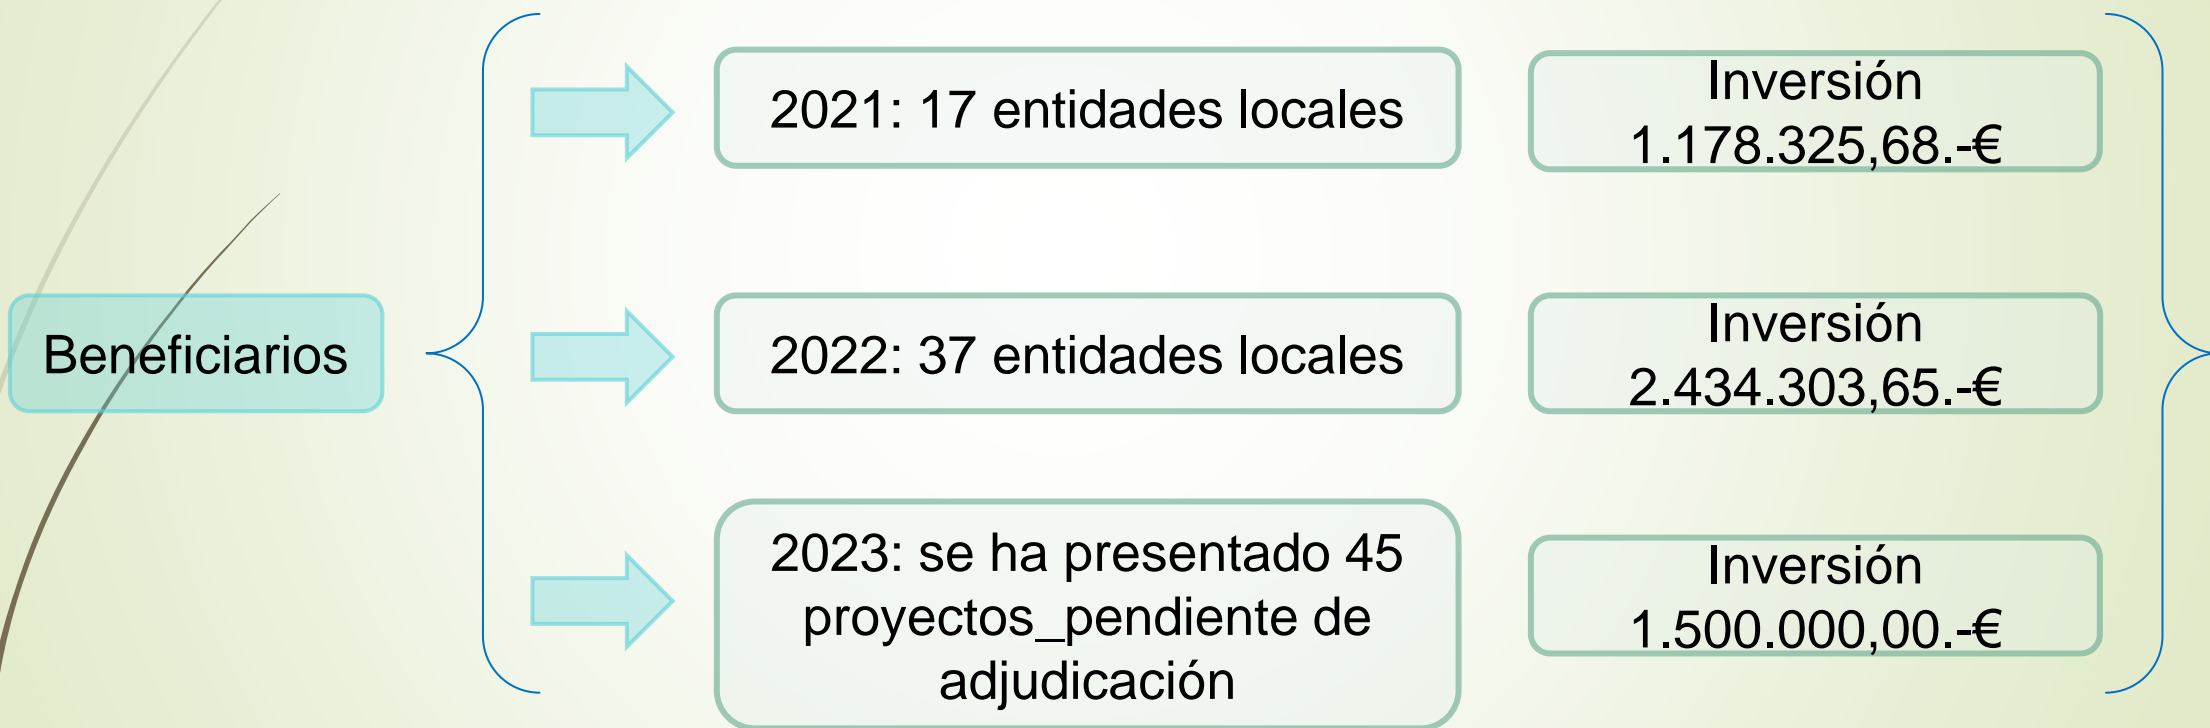 Beneficiarios
2021: 17 entidades locales
Inversión
1.178.325,68.-€
2022: 37 entidades locales
Inversión
2.434.303,65.-€
2023: se ha presentado 45
proyectos_pendiente de
adjudicación
Inversión
1.500.000,00.-€